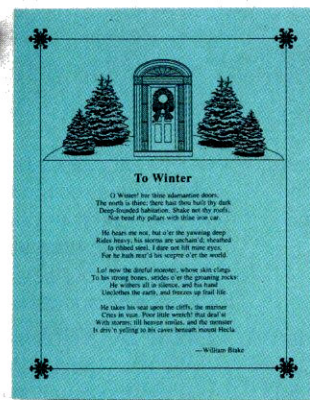 To Winter
O Winter! bar thine adamantine doors:
The north is thine; there hast thou built thy dark
Deep-founded habitation. Shake not thy roofs,
Nor bend thy pillars with thine iron car.
He hears me not, but o'er the yawning deep
Rides heavy; his storms are unchain'd, sheathed
In ribbed steel, I dare not lift mine eyes,
For he hath rear'd his sceptre o'er the world.
Lo! now the direful monster, whose skin clings
To his strong bones, strides o'er the groaning rocks:
He withers all in silence, and his hand
Unclothes the earth, and freezes up frail life.
He takes his seat upon the cliffs, the mariner
Cries in vain. Poor little wretch! that deal'st
With storms; till heaven smiles, and the monster
Is driv'n yelling to his caves beneath mount Hecla.
—William Blake